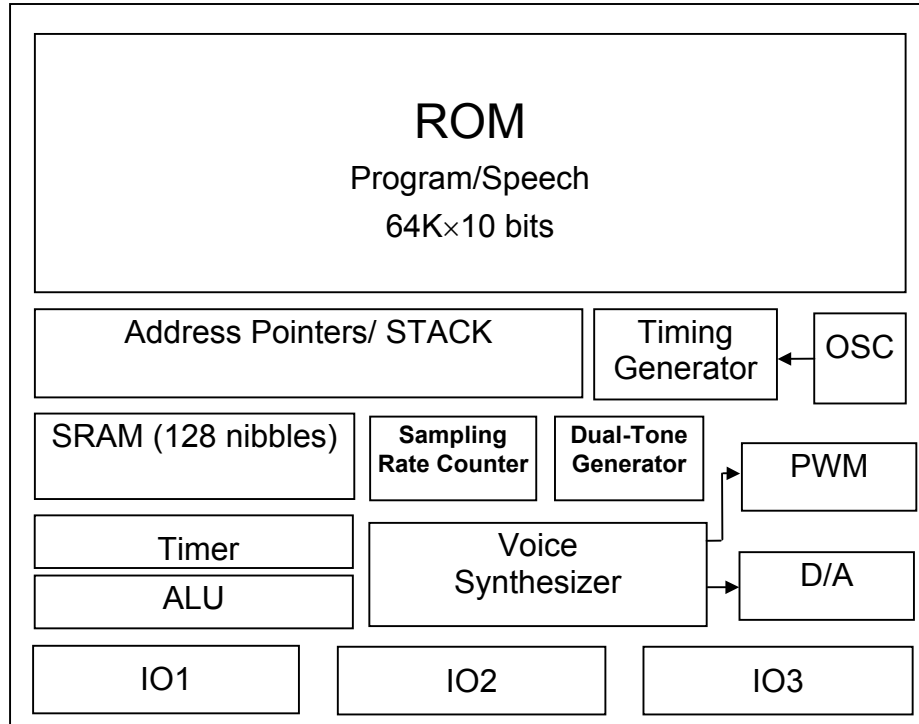 ROM
Program/Speech
64K×10 bits
Address Pointers/ STACK
Timing
Generator
OSC
SRAM (128 nibbles)
Sampling
Rate Counter
Dual-Tone
Generator
PWM
Timer
Voice
Synthesizer
D/A
ALU
IO1
IO2
IO3